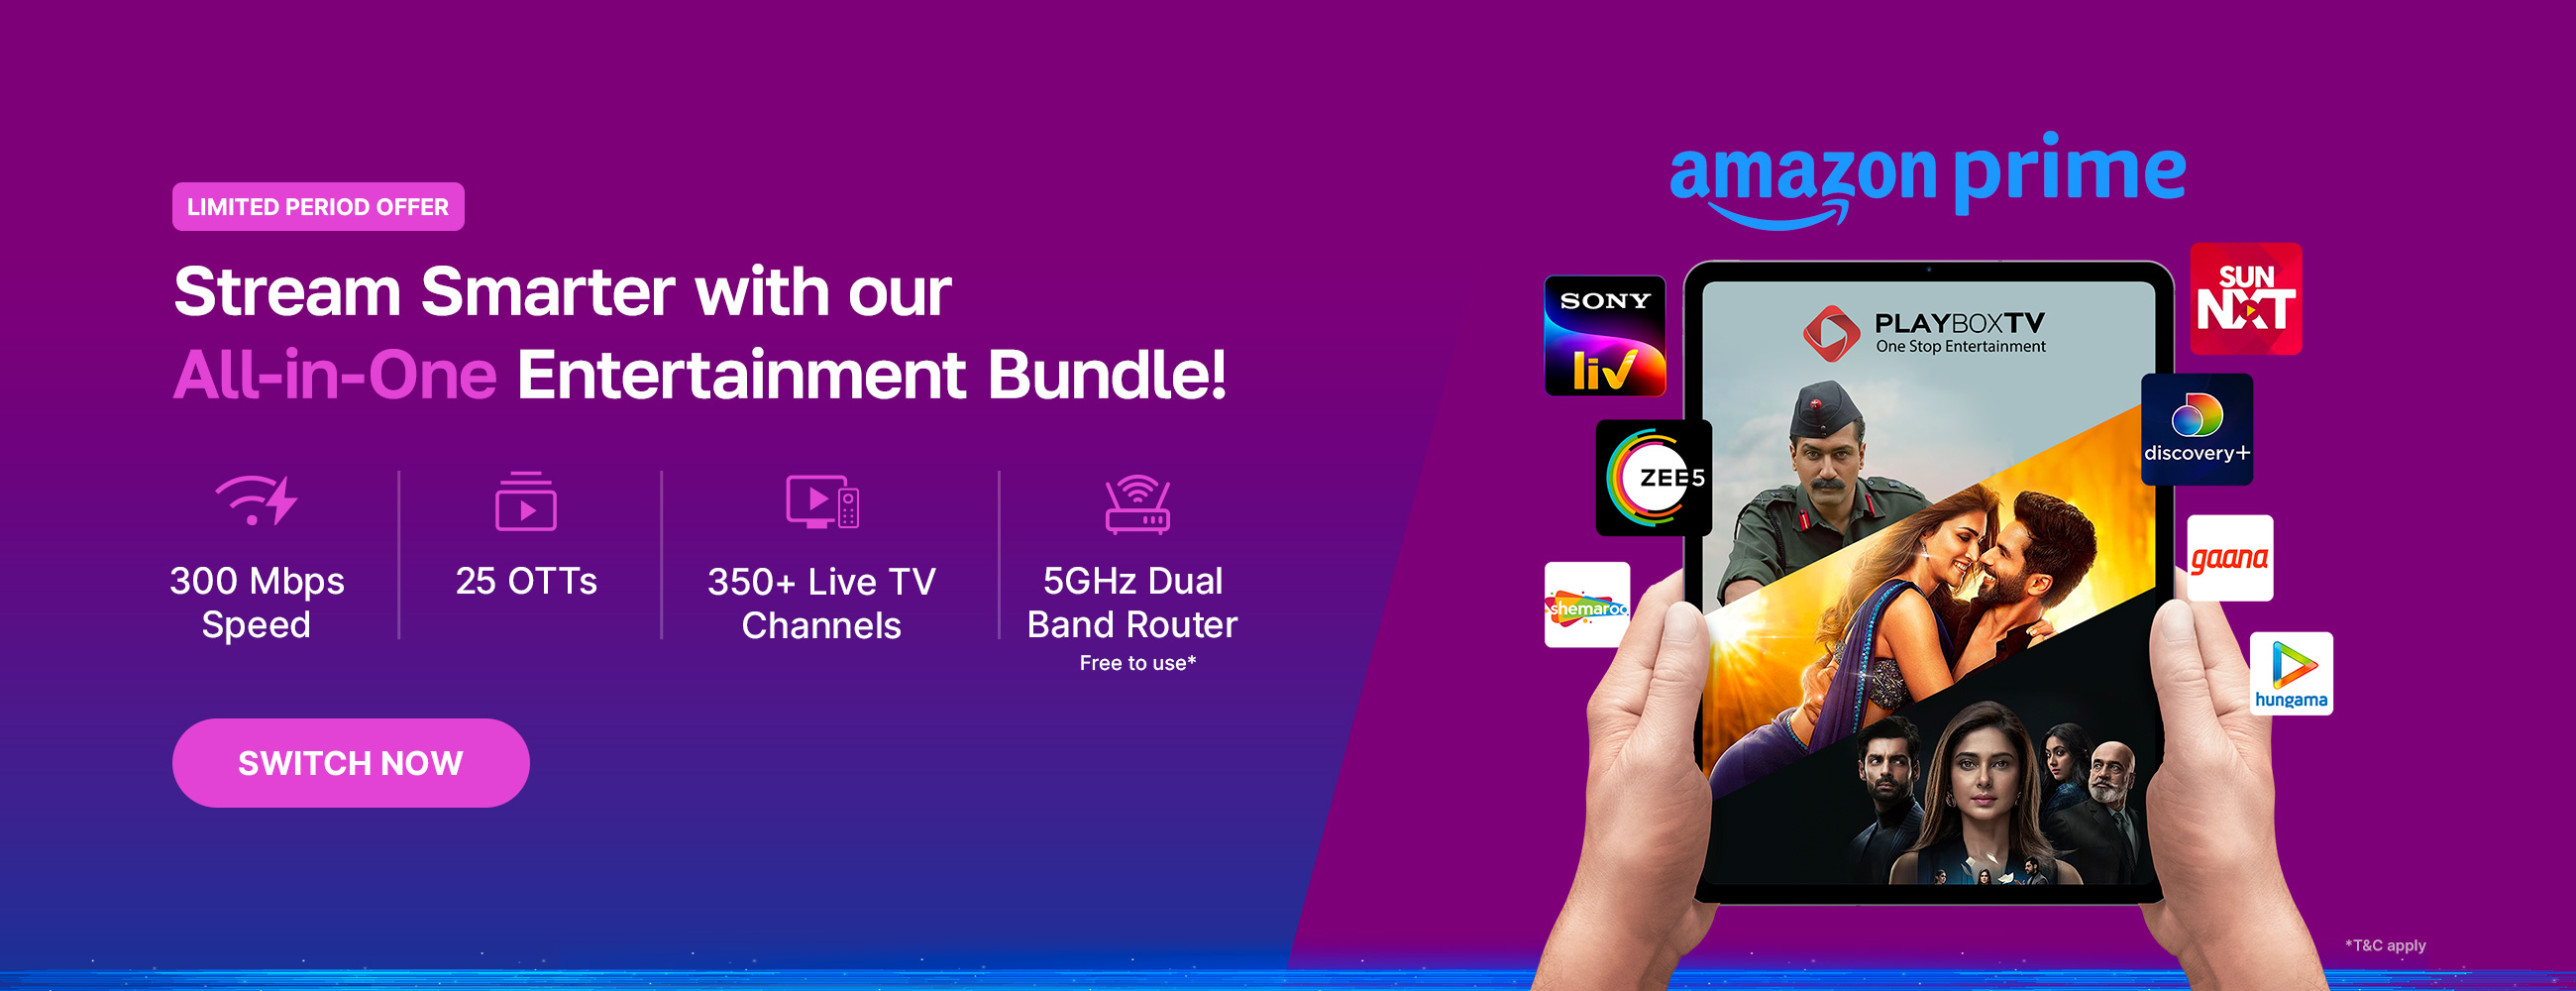 LIMITED PERIOD OFFER
Stream Smarter with our
All-in-One Entertainment Bundle!
300 Mbps
Speed
25 OTTs
350+ Live TV
Channels
5GHz Dual
Band Router
Free to use*
SWITCH NOW
amazon prime
SONY
liv
ZEE5
shemaroo
PLAYBOXTV
One Stop Entertainment
SUN
NXT
discovery+
gaana
hungama
*T&C apply